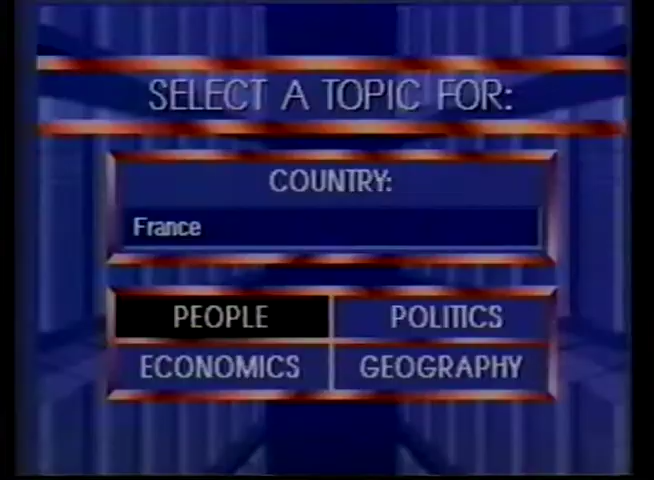 SELECT A TOPIC FOR:
COUNTRY:
France
PEOPLE POLITICS
ECONOMICS GEOGRAPHY